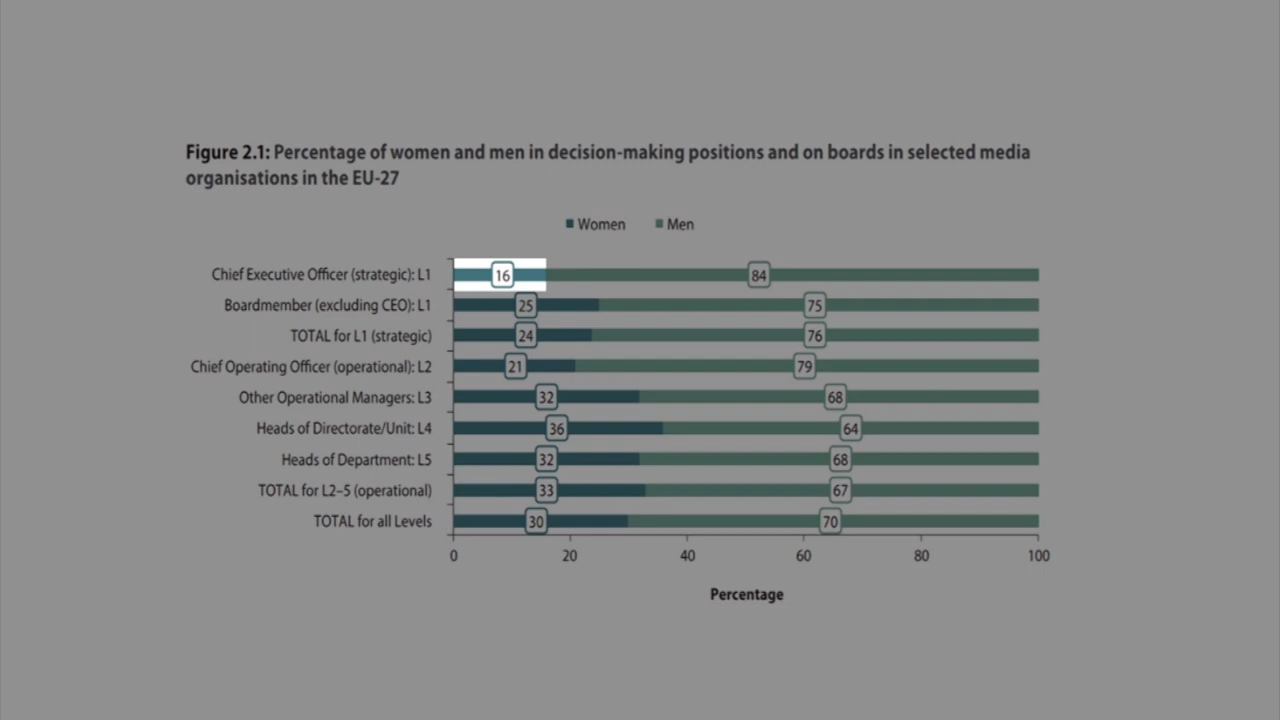 Figure 2.1: Percentage of women and men in decision-making positions and on boards in selected media
organisations in the EU-27
Women Men
Chief Executive Officer (strategic): L1 16 84
Boardmember (excluding CEO): L1 25 75
TOTAL for L1 (strategic) 24 76
Chief Operating Officer (operational): L2 21 79
Other Operational Managers: L3 32 68
Heads of Directorate/Unit: L4 36 64
Heads of Department: L5 32 68
TOTAL for L2–5 (operational) 33 67
TOTAL for all Levels 30 70
0 20 40 60 80 100
Percentage